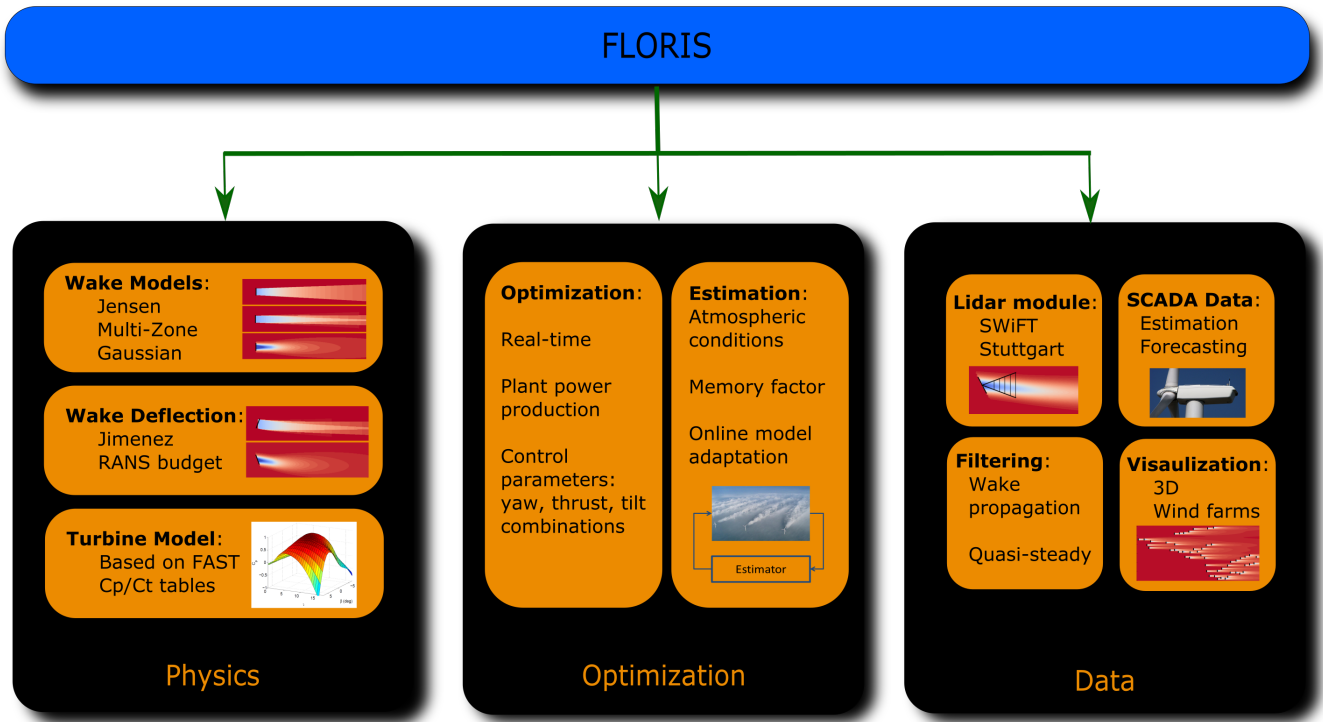 FLORIS
Wake Models:
Jensen
Multi-Zone
Gaussian
Wake Deflection:
Jimenez
RANS budget
Turbine Model:
Based on FAST
Cp/Ct tables
Physics
Optimization:
Real-time
Plant power
production
Control
parameters:
yaw, thrust, tilt
combinations
Estimation:
Atmospheric
conditions
Memory factor
Online model
adaptation
Estimator
Optimization
Lidar module:
SWiFT
Stuttgart
SCADA Data:
Estimation
Forecasting
Filtering:
Wake
propagation
Quasi-steady
Visaulization:
3D
Wind farms
Data